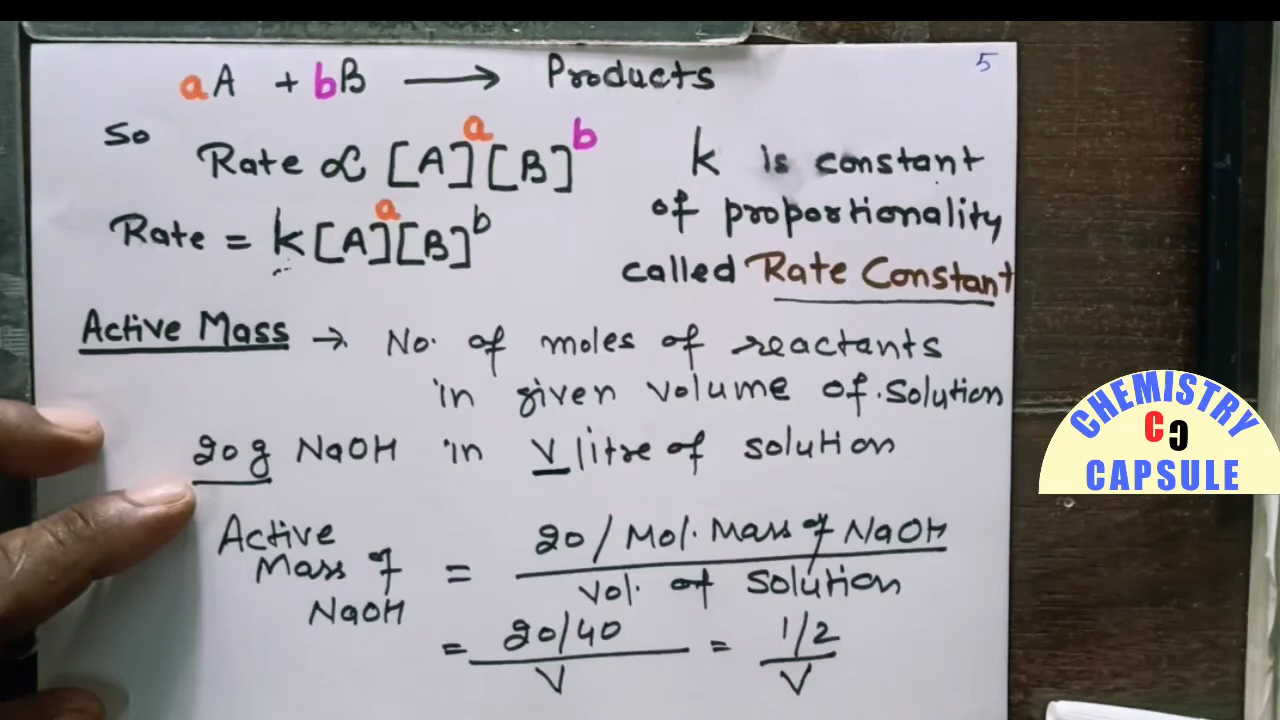 5
aA + bB → Products
So
Rate ∝ [A]ᵃ[B]ᵇ
Rate = k[A]ᵃ[B]ᵇ
k is constant
of proportionality
called Rate Constant
Active Mass → No. of moles of reactants
in given volume of solution
20 g NaOH in V litre of solution
Active Mass of NaOH = 20 / Mol. Mass of NaOH
Vol. of Solution
= 20/40 = 1/2
V V
CHEMISTRY
CC
CAPSULE